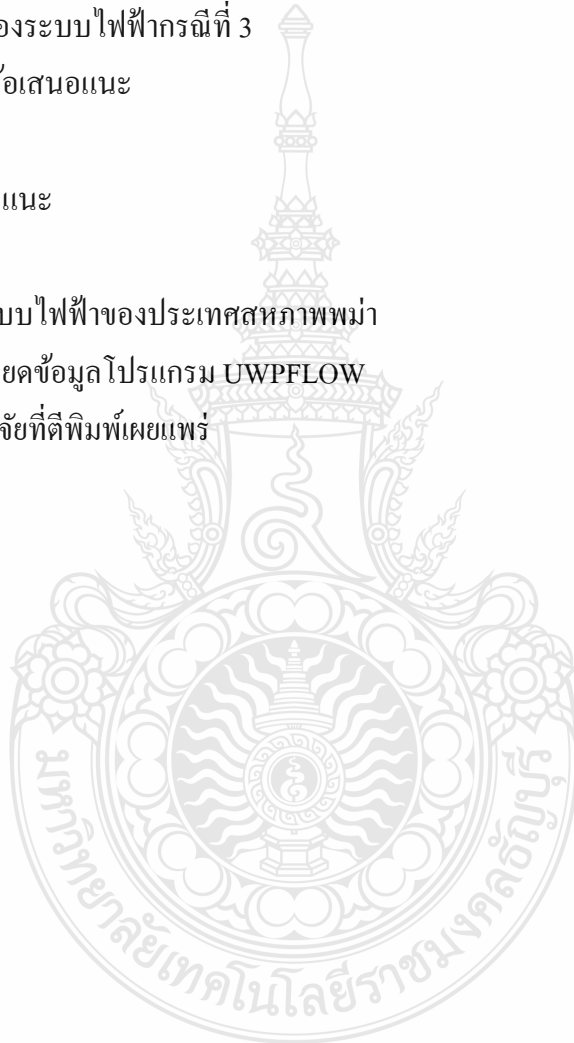 องระบบไฟฟ้ากรณีที่ 3
อเสนอแนะ
แนะ
บบไฟฟ้าของประเทศสหภาพพม่า
ยดข้อมูลโปรแกรม UWPFLOW
จัยที่ตีพิมพ์เผยแพร่
มหาวิทยาลัยเทคโนโลยีราชมงคลธัญบุรี